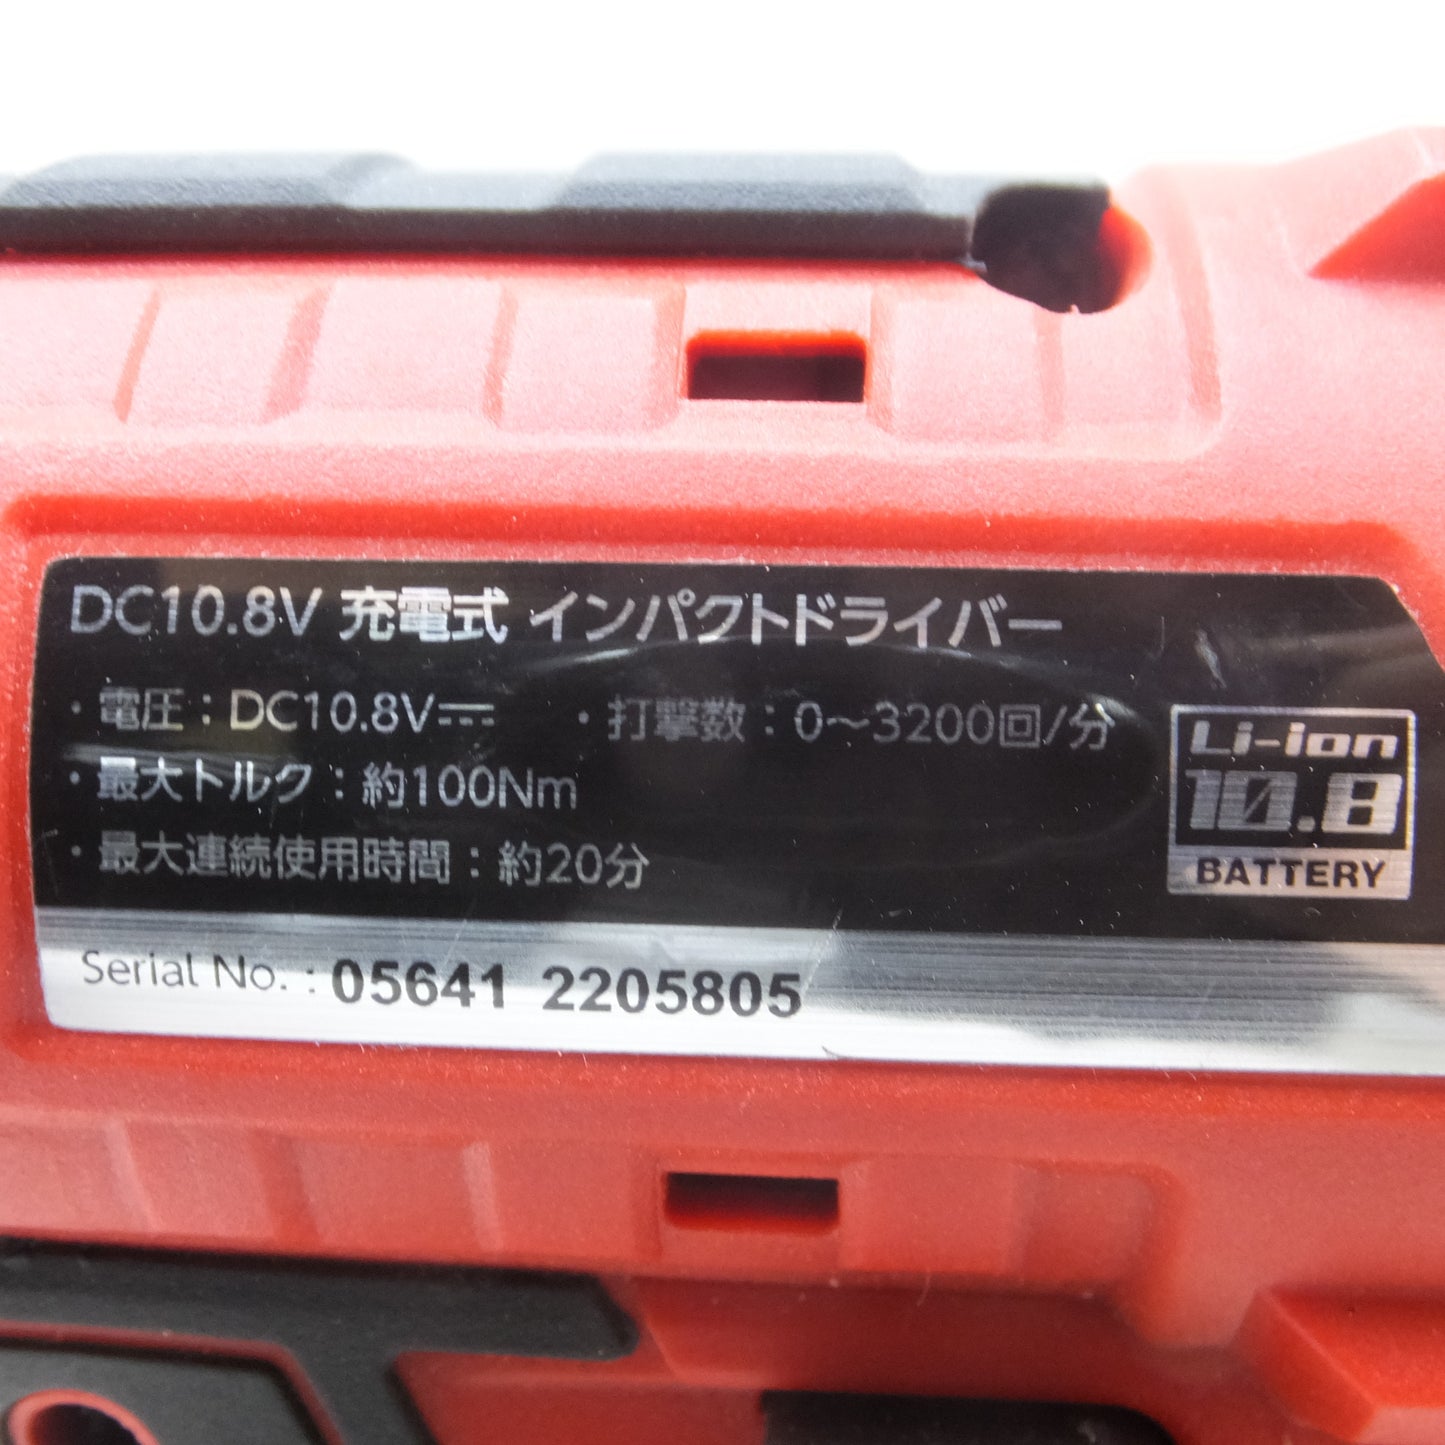 DC10.8V 充電式 インパクトドライバー
・電圧：DC10.8V⎓ ・打撃数：0～3200回/分
・最大トルク：約100Nm
・最大連続使用時間：約20分
Li-ion
10.8
BATTERY
Serial No. : 05641 2205805